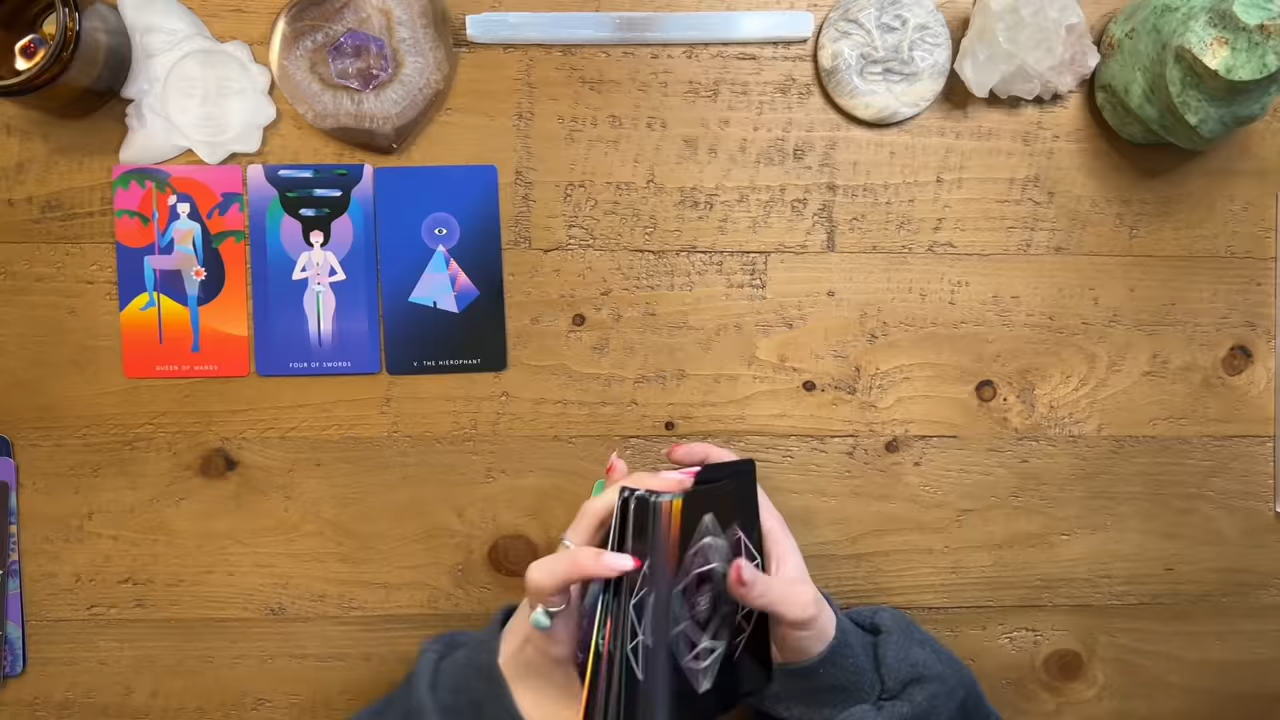 QUEEN OF WANDS
FOUR OF SWORDS
V. THE HIEROPHANT